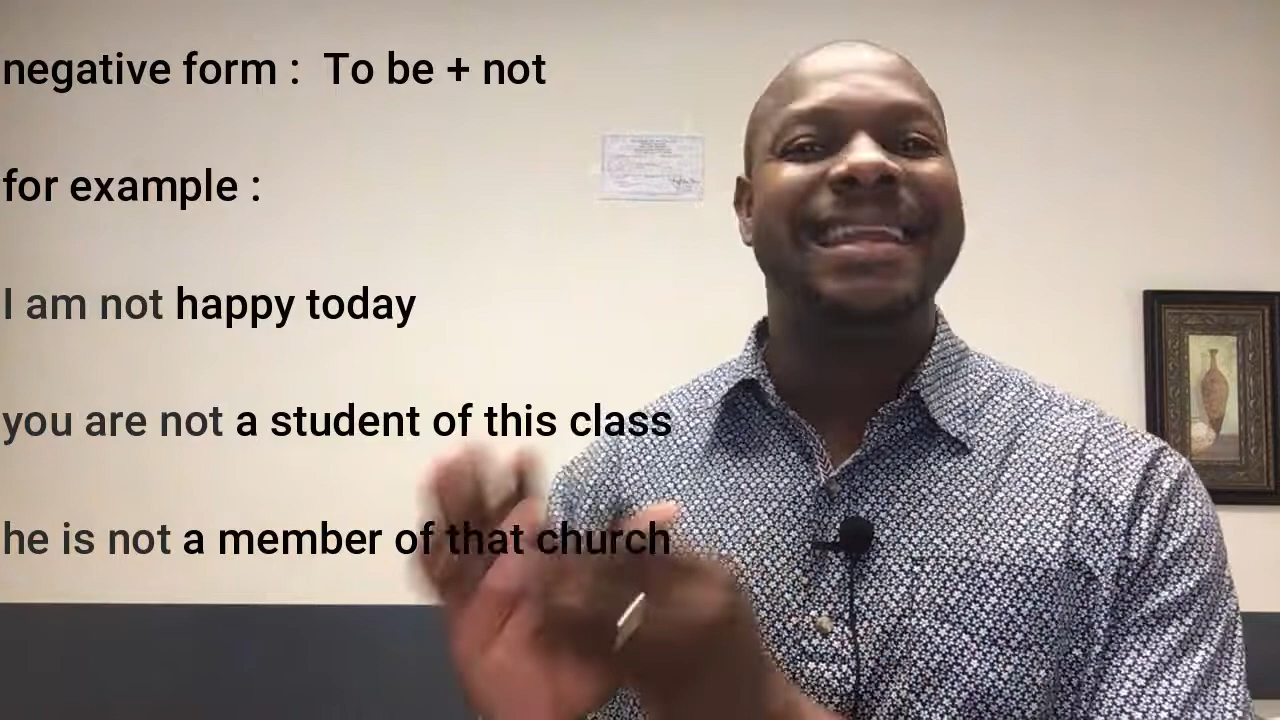 negative form : To be + not
for example :
I am not happy today
you are not a student of this class
he is not a member of that church